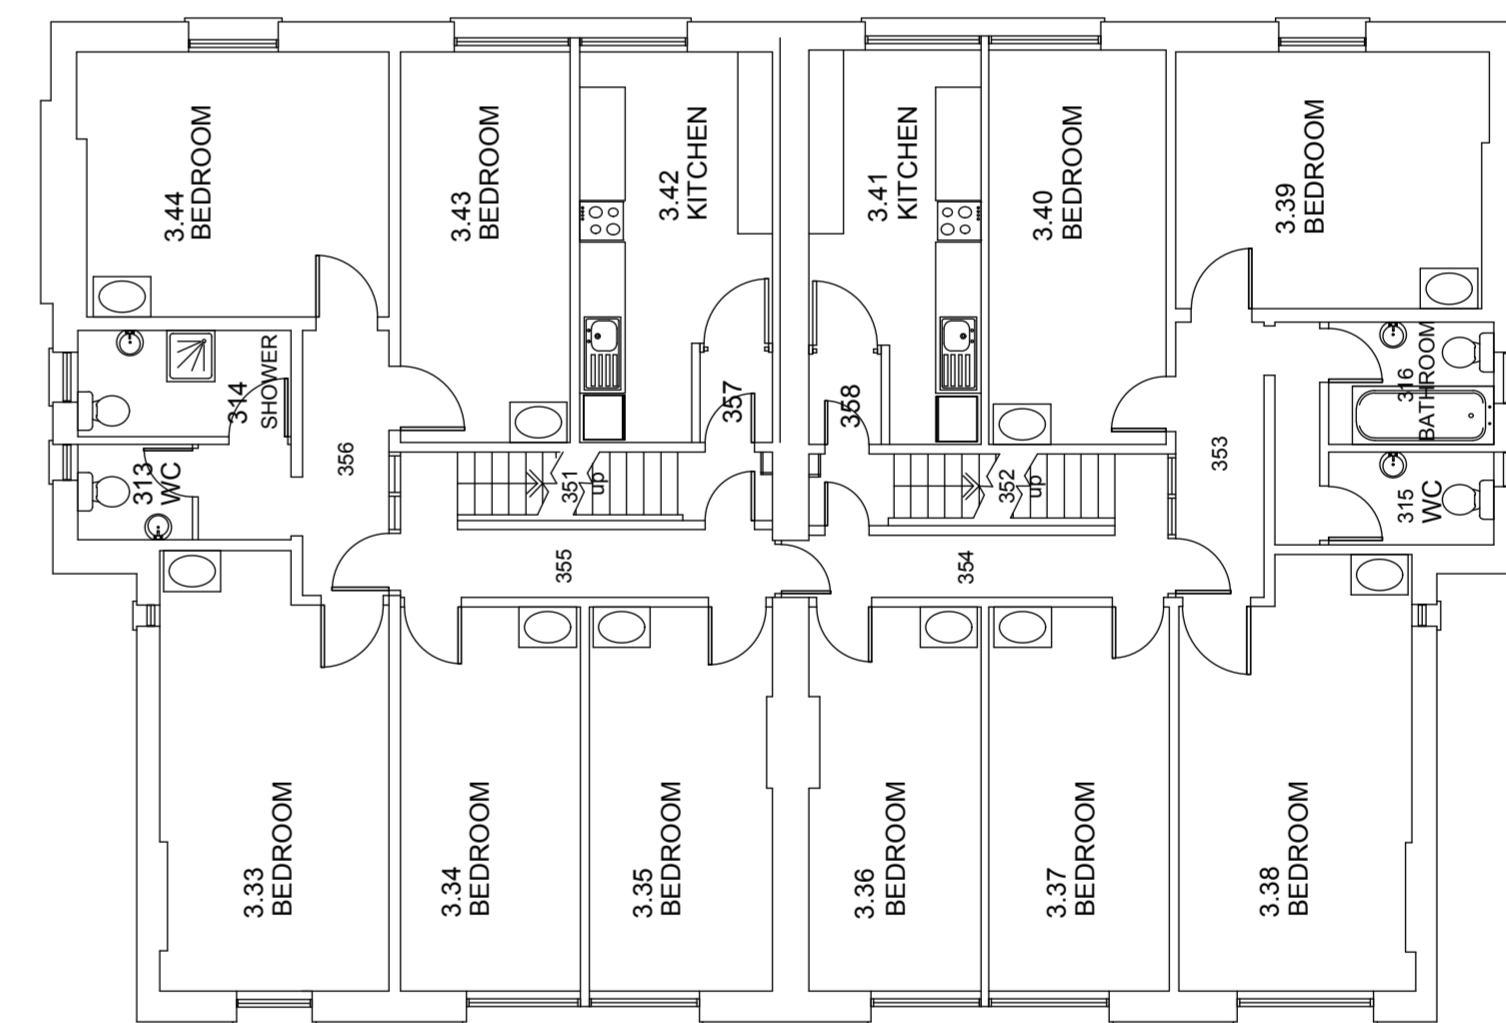 3.44
BEDROOM
3.43
BEDROOM
3.42
KITCHEN
3.41
KITCHEN
3.40
BEDROOM
3.39
BEDROOM
314
SHOWER
313
WC
356
357
358
351
up
352
up
353
316
BATHROOM
315
WC
355
354
3.33
BEDROOM
3.34
BEDROOM
3.35
BEDROOM
3.36
BEDROOM
3.37
BEDROOM
3.38
BEDROOM